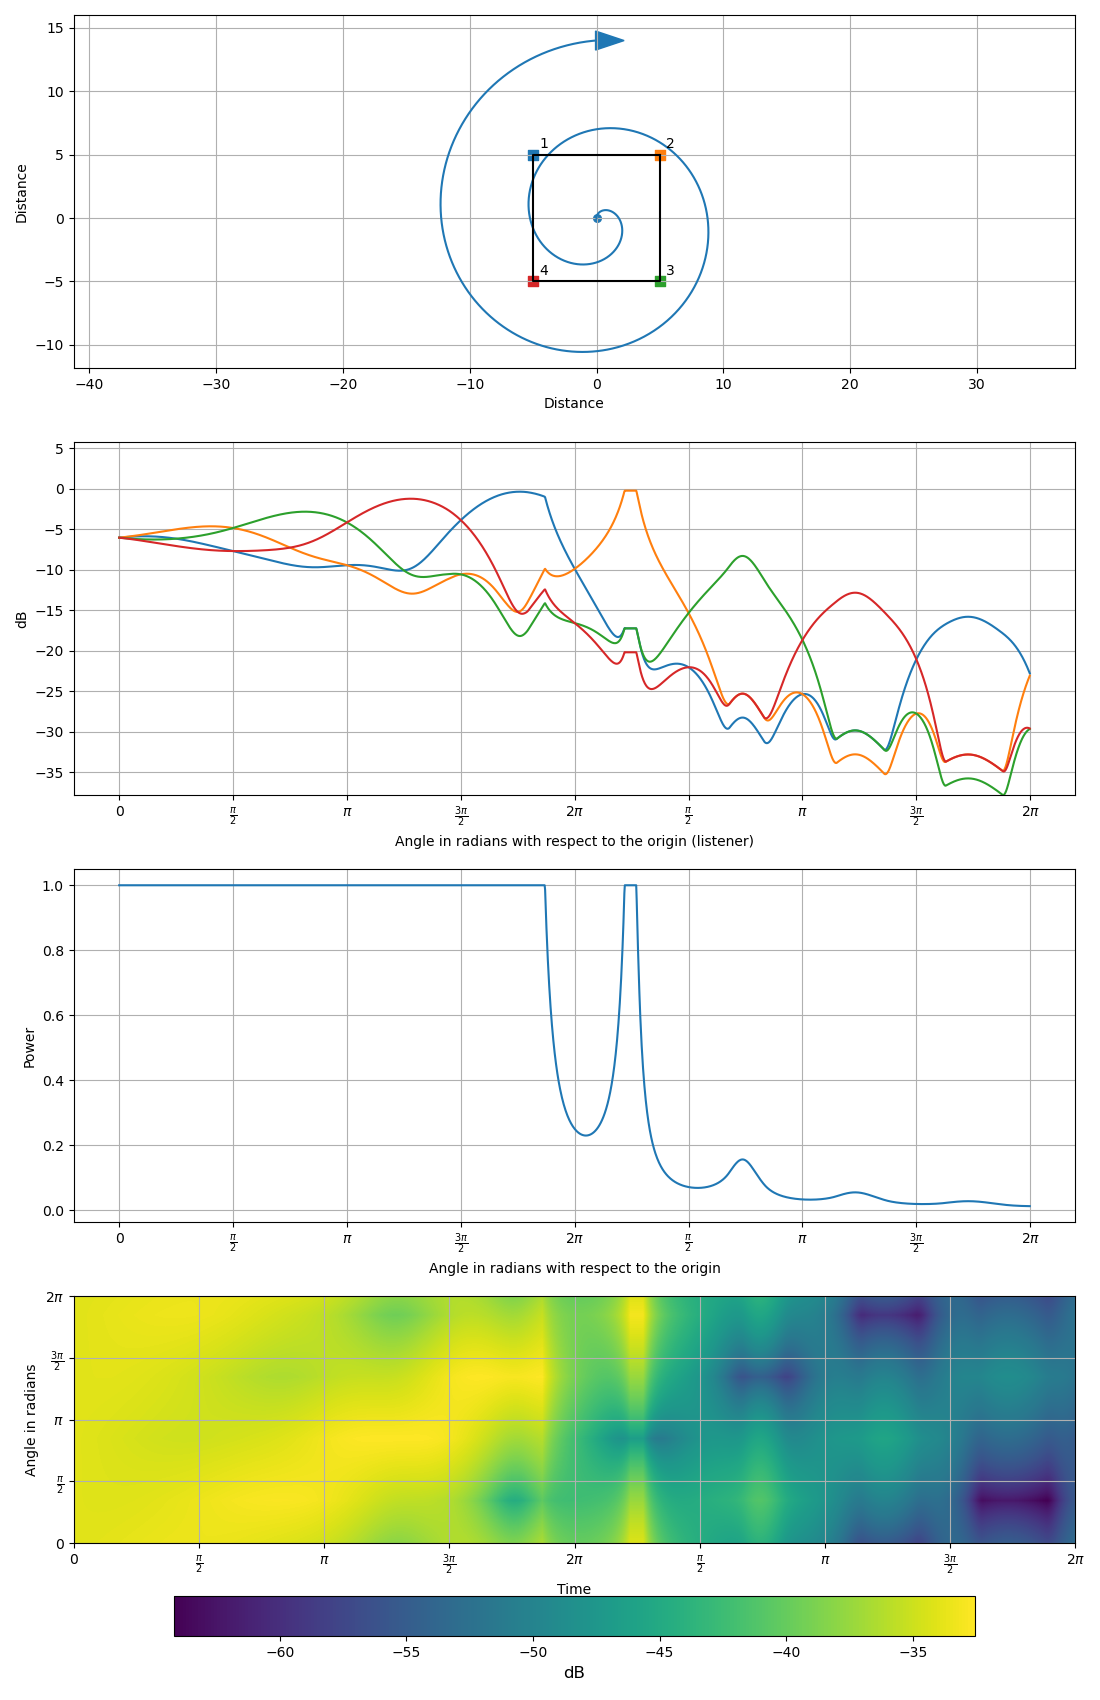 15
10
5
0
−5
−10
Distance
1
2
4
3
−40
−30
−20
−10
0
10
20
30
Distance
5
0
−5
−10
−15
−20
−25
−30
−35
dB
0
π/2
π
3π/2
2π
π/2
π
3π/2
2π
Angle in radians with respect to the origin (listener)
1.0
0.8
0.6
0.4
0.2
0.0
Power
0
π/2
π
3π/2
2π
π/2
π
3π/2
2π
Angle in radians with respect to the origin
2π
3π/2
π
π/2
0
Angle in radians
0
π/2
π
3π/2
2π
π/2
π
3π/2
2π
Time
−60
−55
−50
−45
−40
−35
dB